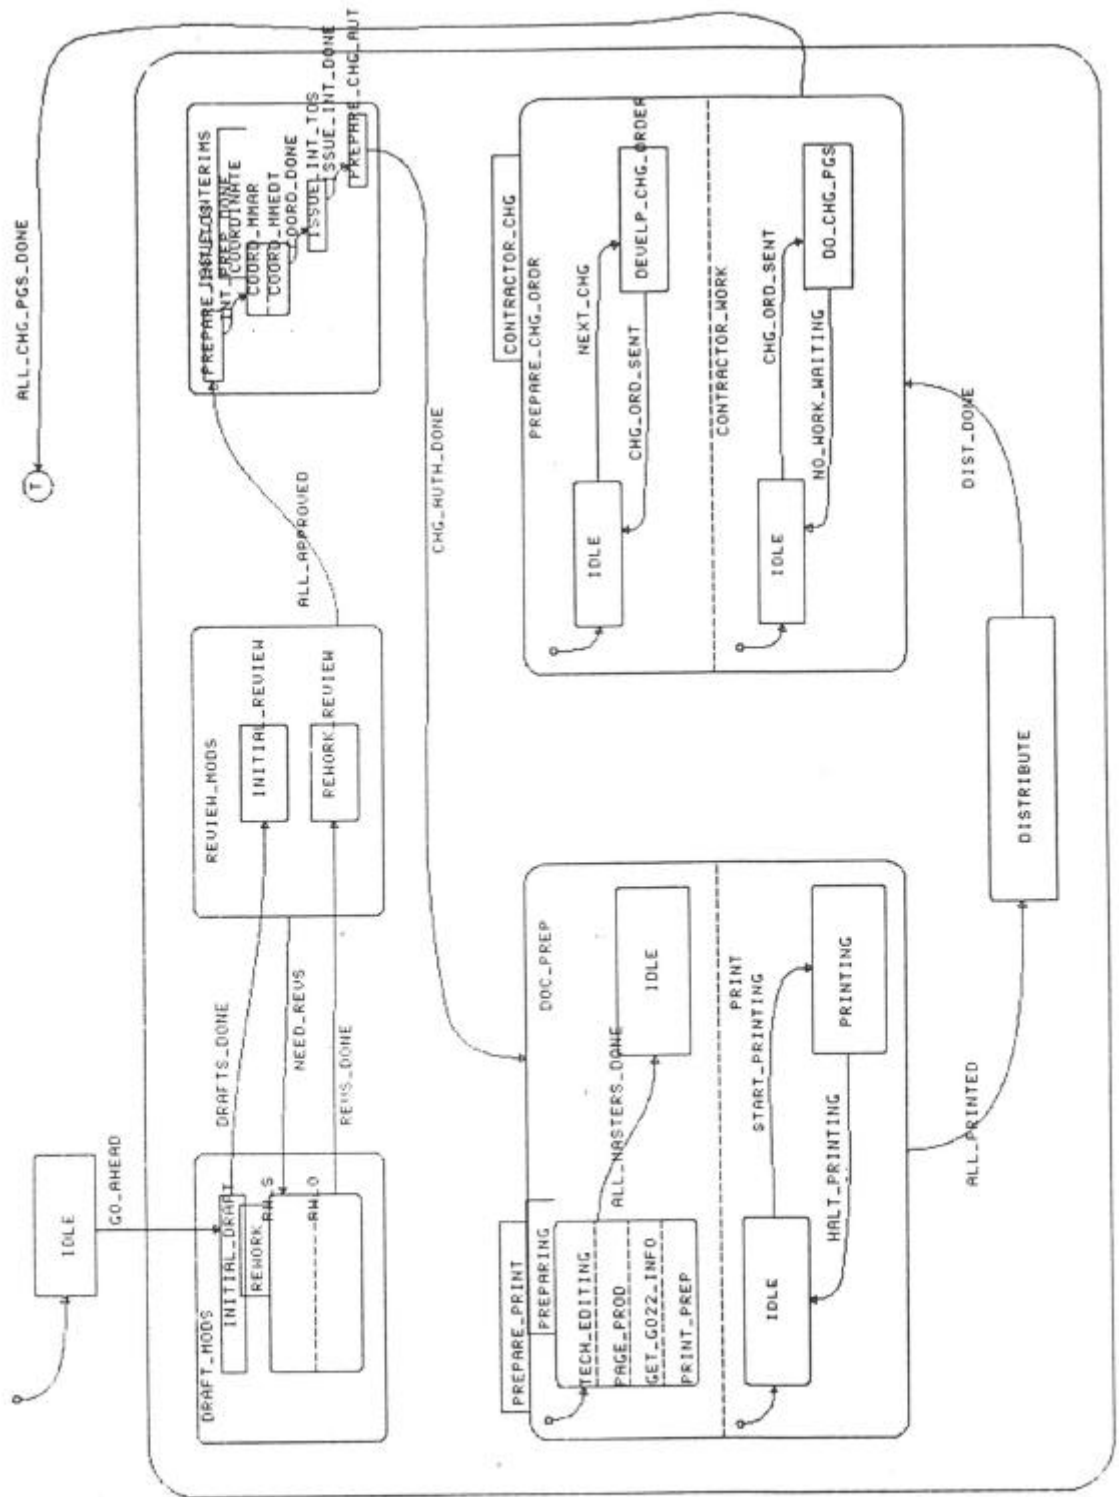 IDLE
GO_AHEAD
DRAFT_MODS
INITIAL_DRAFT
REWORK
DRAFTS_DONE
NEED_REVS
REVS_DONE
REVIEW_MODS
INITIAL_REVIEW
REWORK_REVIEW
ALL_APPROVED
INT_PREP_DONE
COORDINATE
COORD_MMAR
COORD_MMEDT
COORD_DONE
ISSUE_INT_TOS
ISSUE_INT_DONE
PREPARE_CHG_AUT
ALL_CHG_PGS_DONE
T
CHG_AUTH_DONE
PREPARE_PRINT
PREPARING
DOC_PREP
TECH_EDITING
PAGE_PROD
GET_G022_INFO
PRINT_PREP
ALL_MASTERS_DONE
IDLE
PRINT
IDLE
START_PRINTING
HALT_PRINTING
PRINTING
ALL_PRINTED
DISTRIBUTE
DIST_DONE
CONTRACTOR_CHG
PREPARE_CHG_ORDR
IDLE
NEXT_CHG
CHG_ORD_SENT
DEVELP_CHG_ORDER
CONTRACTOR_WORK
IDLE
CHG_ORD_SENT
NO_WORK_WAITING
DO_CHG_PGS